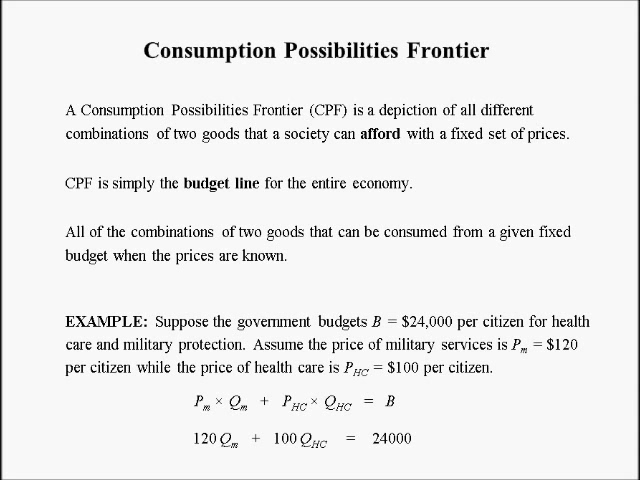 Consumption Possibilities Frontier
A Consumption Possibilities Frontier (CPF) is a depiction of all different
combinations of two goods that a society can afford with a fixed set of prices.
CPF is simply the budget line for the entire economy.
All of the combinations of two goods that can be consumed from a given fixed
budget when the prices are known.
EXAMPLE: Suppose the government budgets B = $24,000 per citizen for health
care and military protection. Assume the price of military services is Pm = $120
per citizen while the price of health care is PHC = $100 per citizen.
Pm × Qm + PHC × QHC = B
120 Qm + 100 QHC = 24000